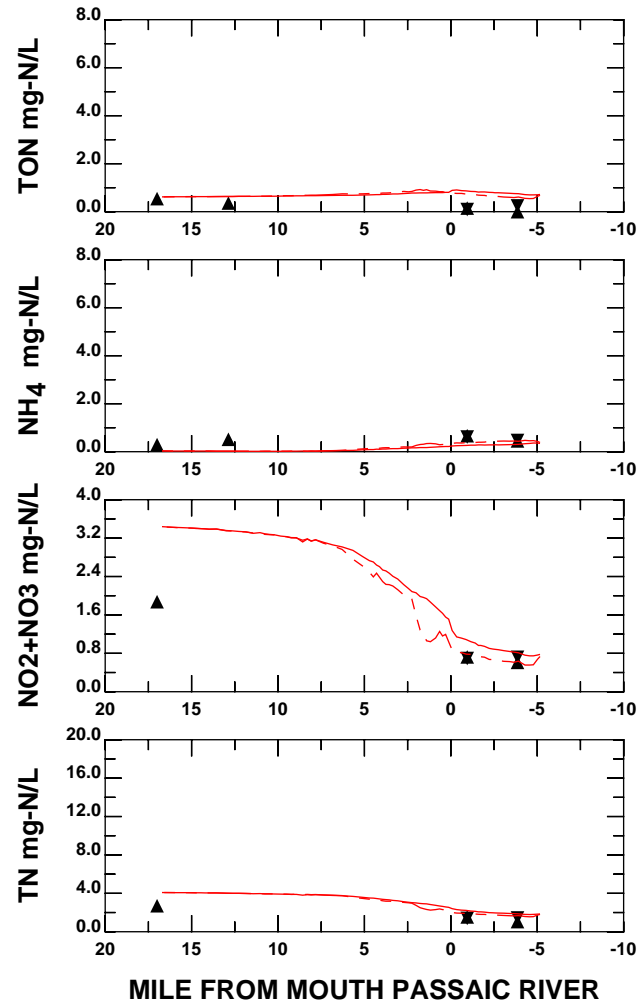 TON mg-N/L
8.0
6.0
4.0
2.0
0.0
20 15 10 5 0 -5 -10
NH4 mg-N/L
8.0
6.0
4.0
2.0
0.0
20 15 10 5 0 -5 -10
NO2+NO3 mg-N/L
4.0
3.2
2.4
1.6
0.8
0.0
20 15 10 5 0 -5 -10
TN mg-N/L
20.0
16.0
12.0
8.0
4.0
0.0
20 15 10 5 0 -5 -10
MILE FROM MOUTH PASSAIC RIVER